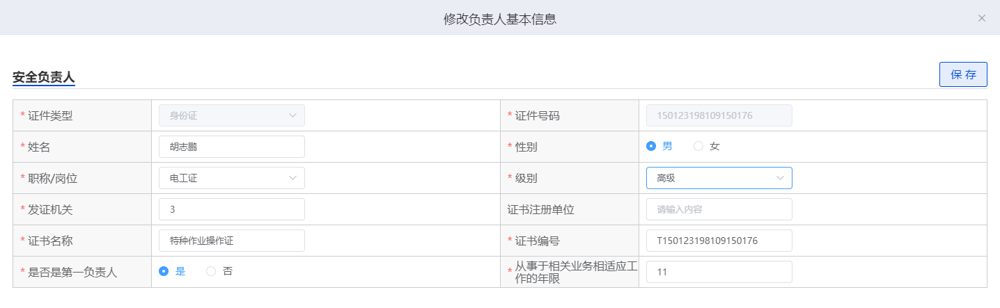 修改负责人基本信息
安全负责人
保 存
* 证件类型 身份证 * 证件号码 150123198109150176
* 姓名 胡志鹏 * 性别 男 女
* 职称/岗位 电工证 * 级别 高级
* 发证机关 3 证书注册单位 请输入内容
* 证书名称 特种作业操作证 * 证书编号 T150123198109150176
* 是否是第一负责人 是 否 * 从事于相关业务相适应工
作的年限 11